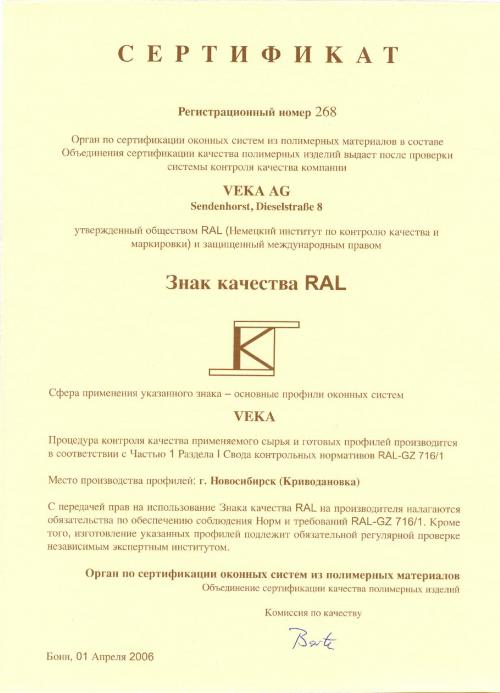 СЕРТИФИКАТ
Регистрационный номер 268
Орган по сертификации оконных систем из полимерных материалов в составе
Объединения сертификации качества полимерных изделий выдает после проверки
системы контроля качества компании
VEKA AG
Sendenhorst, Dieselstraße 8
утвержденный обществом RAL (Немецкий институт по контролю качества и
маркировки) и защищенный международным правом
Знак качества RAL
Сфера применения указанного знака – основные профили оконных систем
VEKA
Процедура контроля качества применяемого сырья и готовых профилей производится
в соответствии с Частью 1 Раздела I Свода контрольных нормативов RAL-GZ 716/1
Место производства профилей: г. Новосибирск (Криводановка)
С передачей прав на использование Знака качества RAL на производителя налагаются
обязательства по обеспечению соблюдения Норм и требований RAL-GZ 716/1. Кроме
того, изготовление указанных профилей подлежит обязательной регулярной проверке
независимым экспертным институтом.
Орган по сертификации оконных систем из полимерных материалов
Объединение сертификации качества полимерных изделий
Комиссия по качеству
Бонн, 01 Апреля 2006